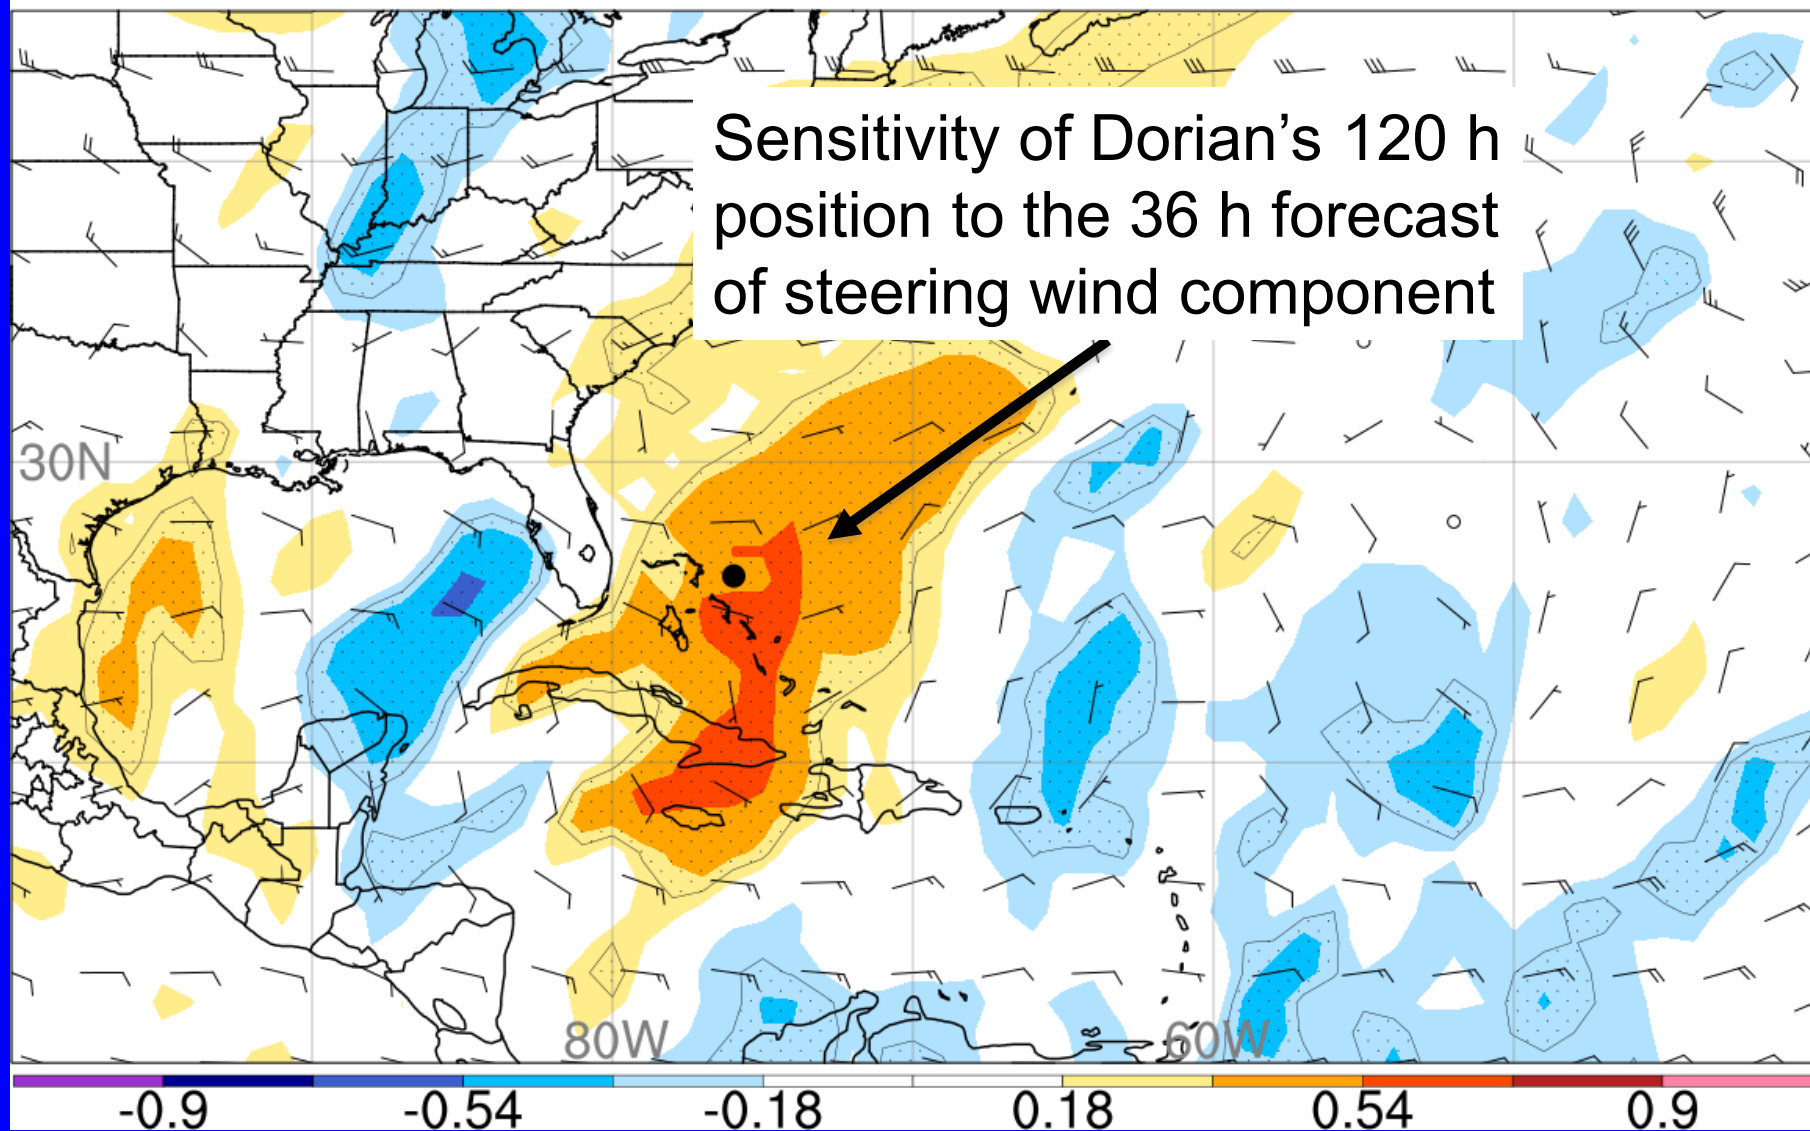 Sensitivity of Dorian’s 120 h
position to the 36 h forecast
of steering wind component
30N
80W
60W
-0.9 -0.54 -0.18 0.18 0.54 0.9